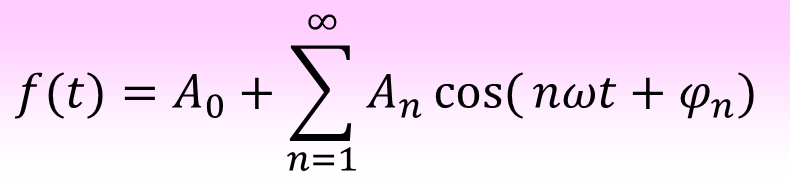 f(t) = A₀ + ∑_{n=1}^{∞} Aₙ cos( nωt + φₙ)